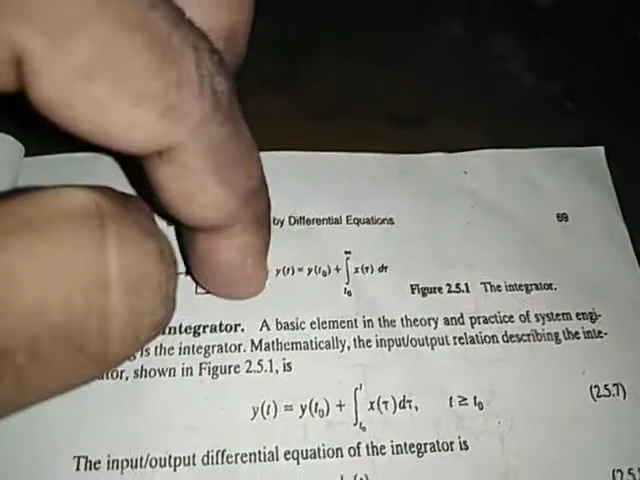 by Differential Equations 69
y(t) = y(t₀) + ∫_{t₀}^{∞} x(τ) dτ
Figure 2.5.1 The integrator.
Integrator. A basic element in the theory and practice of system engi-
is the integrator. Mathematically, the input/output relation describing the inte-
shown in Figure 2.5.1, is
y(t) = y(t₀) + ∫_{t₀}^{t} x(τ)dτ, t ≥ t₀ (2.5.7)
The input/output differential equation of the integrator is